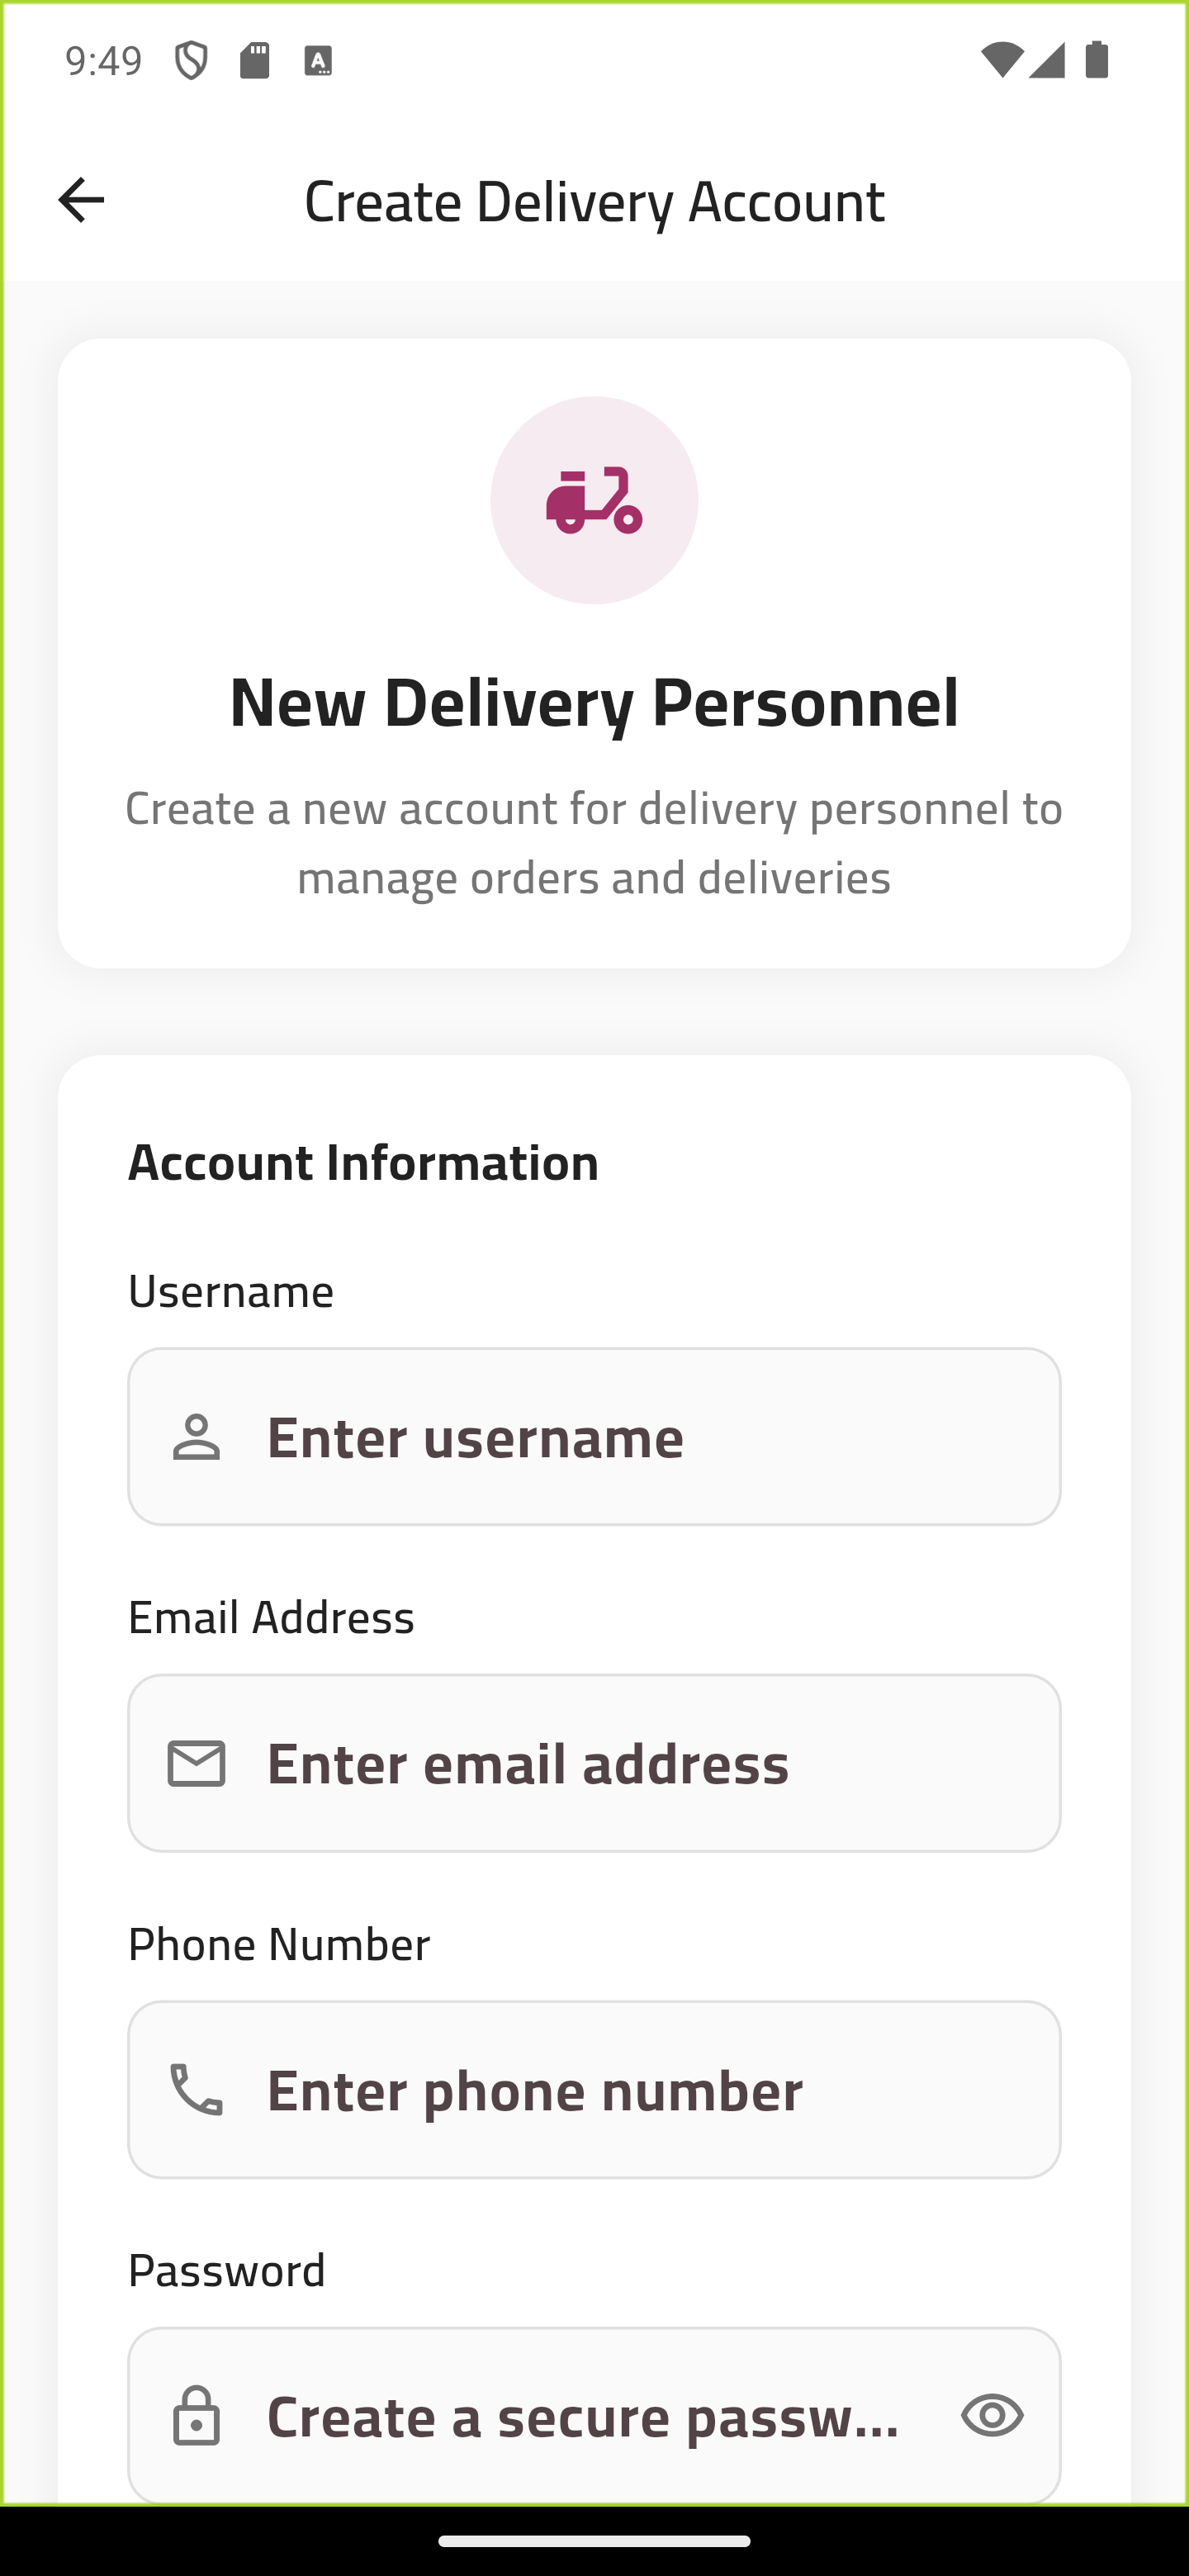 9:49
Create Delivery Account
New Delivery Personnel
Create a new account for delivery personnel to
manage orders and deliveries
Account Information
Username
Enter username
Email Address
Enter email address
Phone Number
Enter phone number
Password
Create a secure passw...